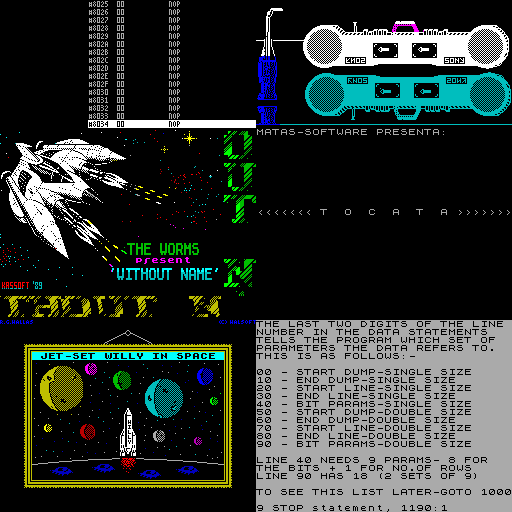 #8025 00 NOP
#8026 00 NOP
#8027 00 NOP
#8028 00 NOP
#8029 00 NOP
#802A 00 NOP
#802B 00 NOP
#802C 00 NOP
#802D 00 NOP
#802E 00 NOP
#802F 00 NOP
#8030 00 NOP
#8031 00 NOP
#8032 00 NOP
#8033 00 NOP
#8034 00 NOP
SONY
MATAS-SOFTWARE PRESENTA:
<<<<<<< T O C A T A >>>>>>>
THE WORMS
present
'WITHOUT NAME'
MASSOFT '89
JET-SET WILLY IN SPACE
THE LAST TWO DIGITS OF THE LINE
NUMBER IN THE DATA STATEMENTS
TELLS THE PROGRAM WHICH SET OF
PARAMETERS THE DATA REFERS TO.
THIS IS AS FOLLOWS:-
00 - START DUMP-SINGLE SIZE
10 - END DUMP-SINGLE SIZE
20 - START LINE-SINGLE SIZE
30 - END LINE-SINGLE SIZE
40 - BIT PARAMS-SINGLE SIZE
50 - START DUMP-DOUBLE SIZE
60 - END DUMP-DOUBLE SIZE
70 - START LINE-DOUBLE SIZE
80 - END LINE-DOUBLE SIZE
90 - BIT PARAMS-DOUBLE SIZE
LINE 40 NEEDS 9 PARAMS- 8 FOR
THE BITS + 1 FOR NO.OF ROWS
LINE 90 HAS 18 (2 SETS OF 9)
TO SEE THIS LIST LATER-GOTO 1000
9 STOP statement, 1190:1